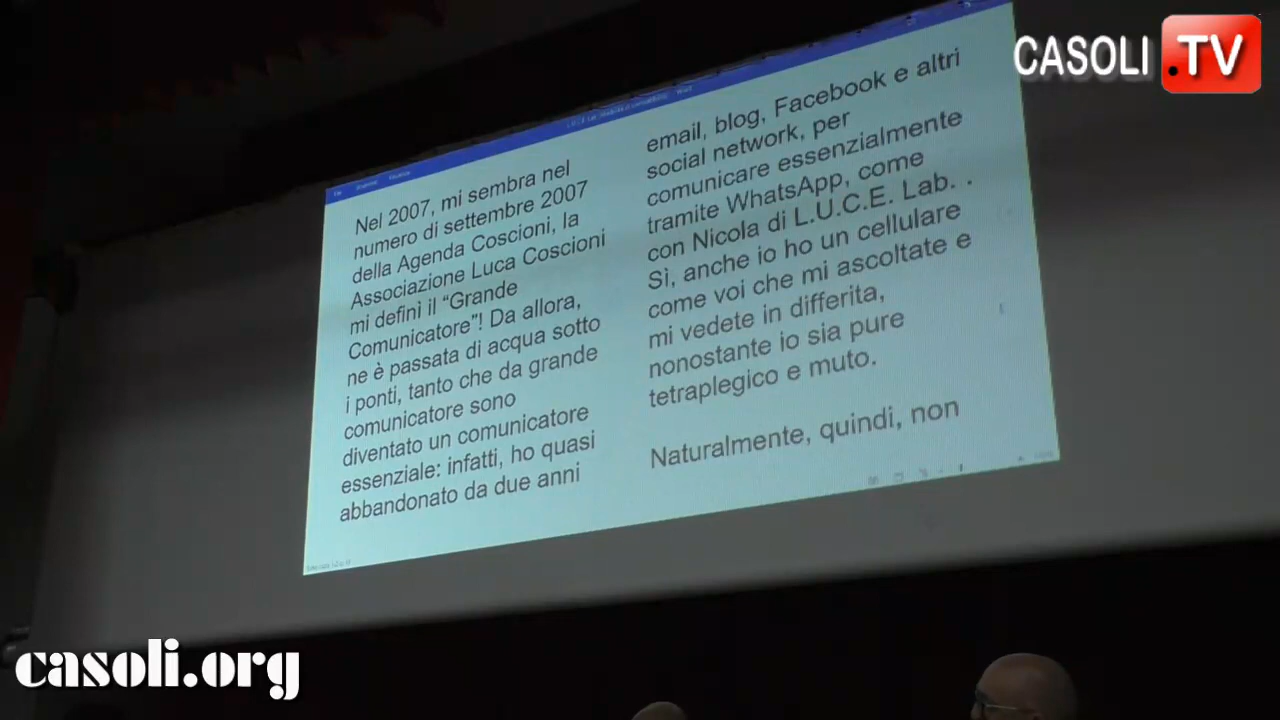 CASOLI.TV
Nel 2007, mi sembra nel
numero di settembre 2007
della Agenda Coscioni, la
Associazione Luca Coscioni
mi definì il “Grande
Comunicatore”! Da allora,
ne è passata di acqua sotto
i ponti, tanto che da grande
comunicatore sono
diventato un comunicatore
essenziale: infatti, ho quasi
abbandonato da due anni
email, blog, Facebook e altri
social network, per
comunicare essenzialmente
tramite WhatsApp, come
con Nicola di L.U.C.E. Lab. .
Sì, anche io ho un cellulare
come voi che mi ascoltate e
mi vedete in differita,
nonostante io sia pure
tetraplegico e muto.
Naturalmente, quindi, non
casoli.org